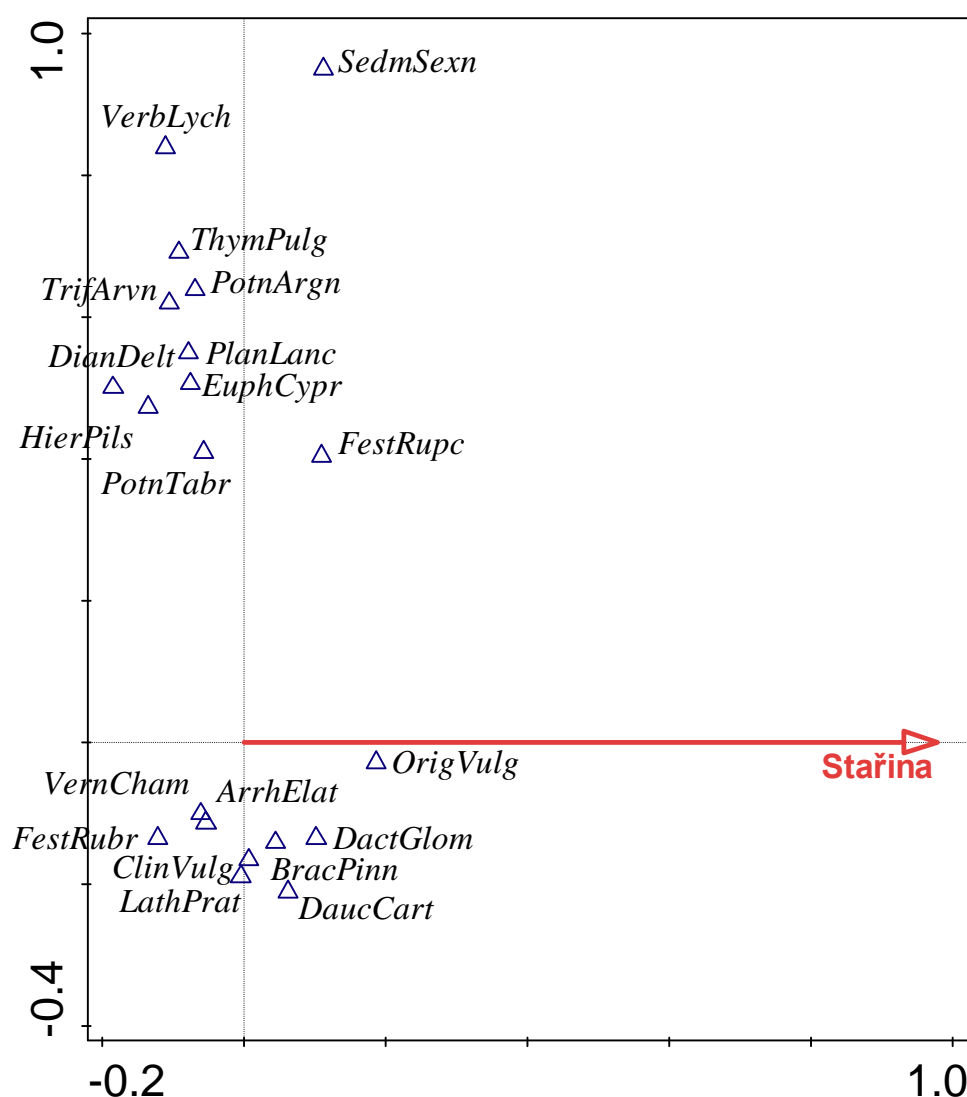 1.0
SedmSexn
VerbLych
ThymPulg
PotnArgn
TrifArvn
DianDelt
PlanLanc
EuphCypr
HierPils
FestRupc
PotnTabr
OrigVulg
Stařina
VernCham
ArrhElat
FestRubr
DactGlom
ClinVulg
BracPinn
LathPrat
DaucCart
-0.4
-0.2
1.0